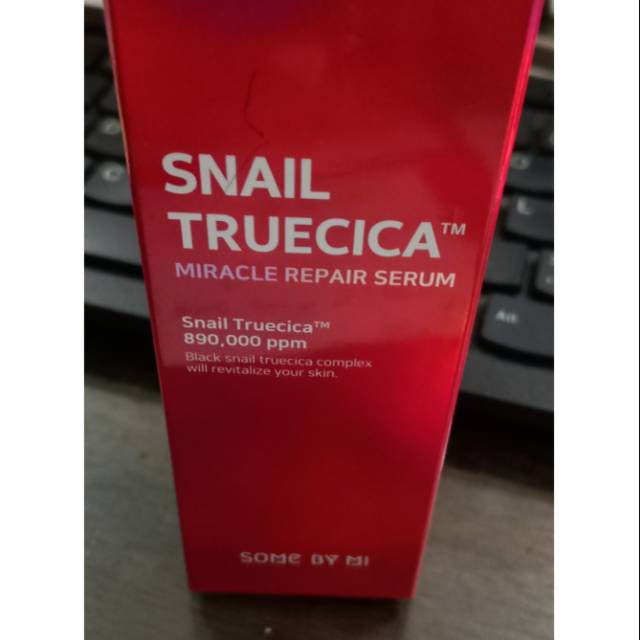 SNAIL
TRUECICA™
MIRACLE REPAIR SERUM
Snail Truecica™
890,000 ppm
Black snail truecica complex
will revitalize your skin.
SOME BY MI
Alt
L